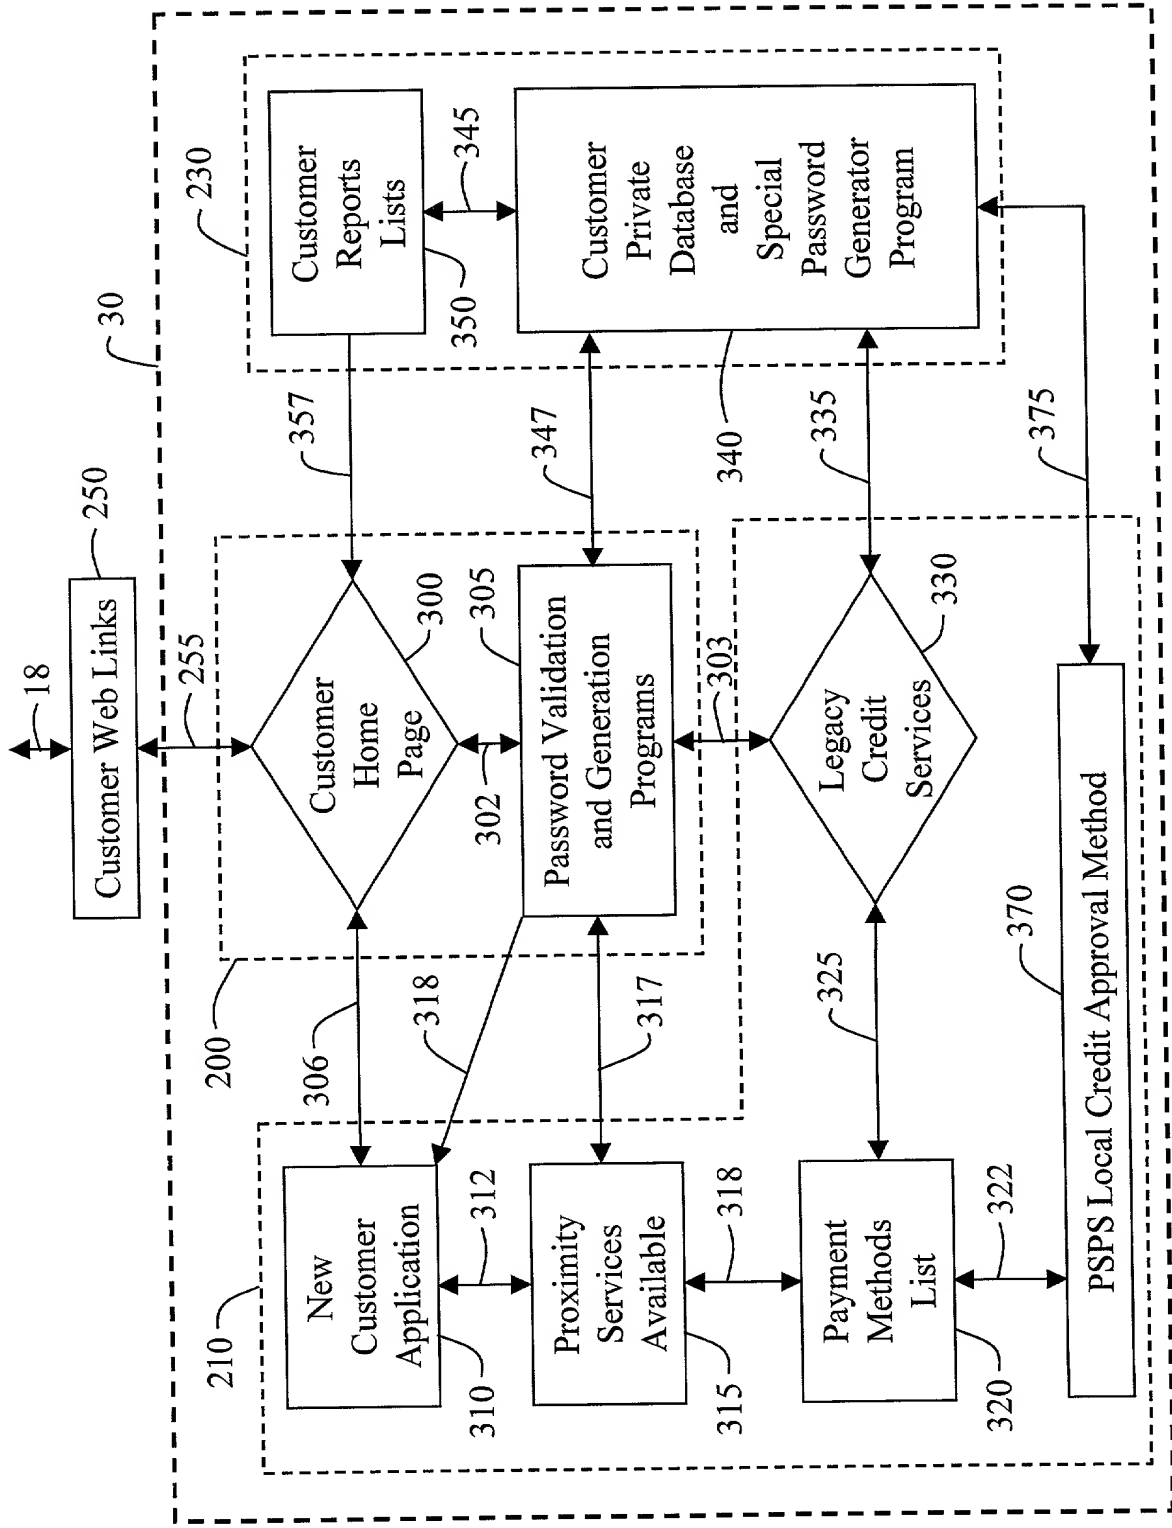 18
Customer Web Links
250
255
30
230
Customer
Home
Page
300
306
357
Customer
Reports
Lists
350
345
200
210
New
Customer
Application
310
318
302
Password Validation
and Generation
Programs
305
347
Customer
Private
Database
and
Special
Password
Generator
Program
340
312
Proximity
Services
Available
315
317
303
318
Legacy
Credit
Services
330
335
325
Payment
Methods
List
320
322
370
PSPS Local Credit Approval Method
375